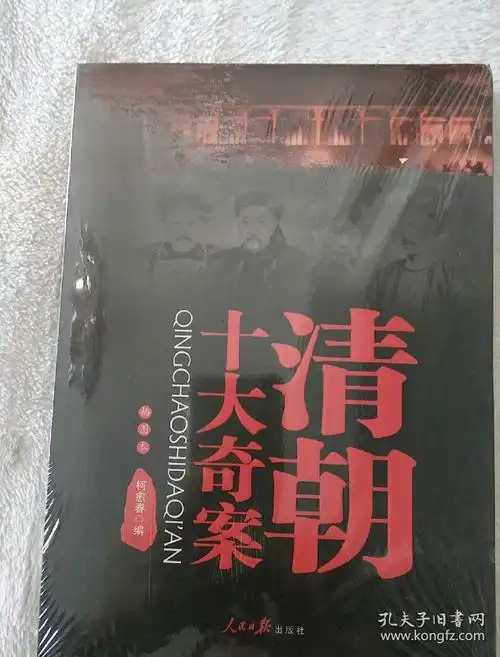 清朝
十大奇案
QINGCHAOSHIDAQI'AN
插图本
柯愈春 编
人民日报出版社
孔夫子旧书网
www.kongfz.com